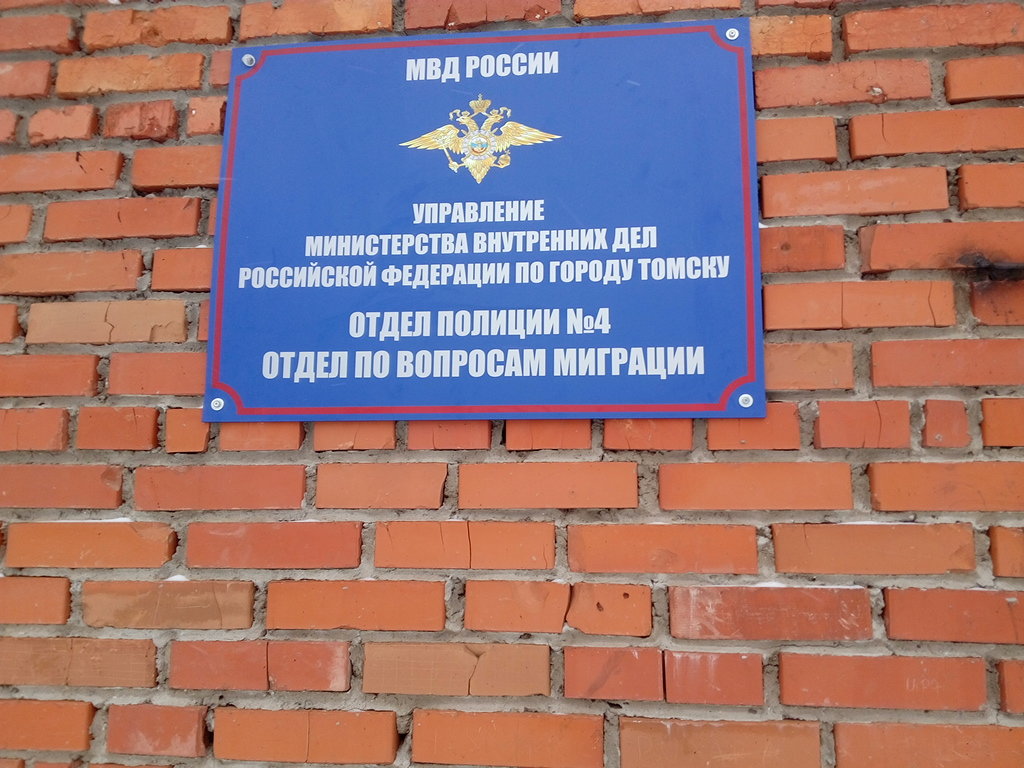 МВД РОССИИ
УПРАВЛЕНИЕ
МИНИСТЕРСТВА ВНУТРЕННИХ ДЕЛ
РОССИЙСКОЙ ФЕДЕРАЦИИ ПО ГОРОДУ ТОМСКУ
ОТДЕЛ ПОЛИЦИИ №4
ОТДЕЛ ПО ВОПРОСАМ МИГРАЦИИ